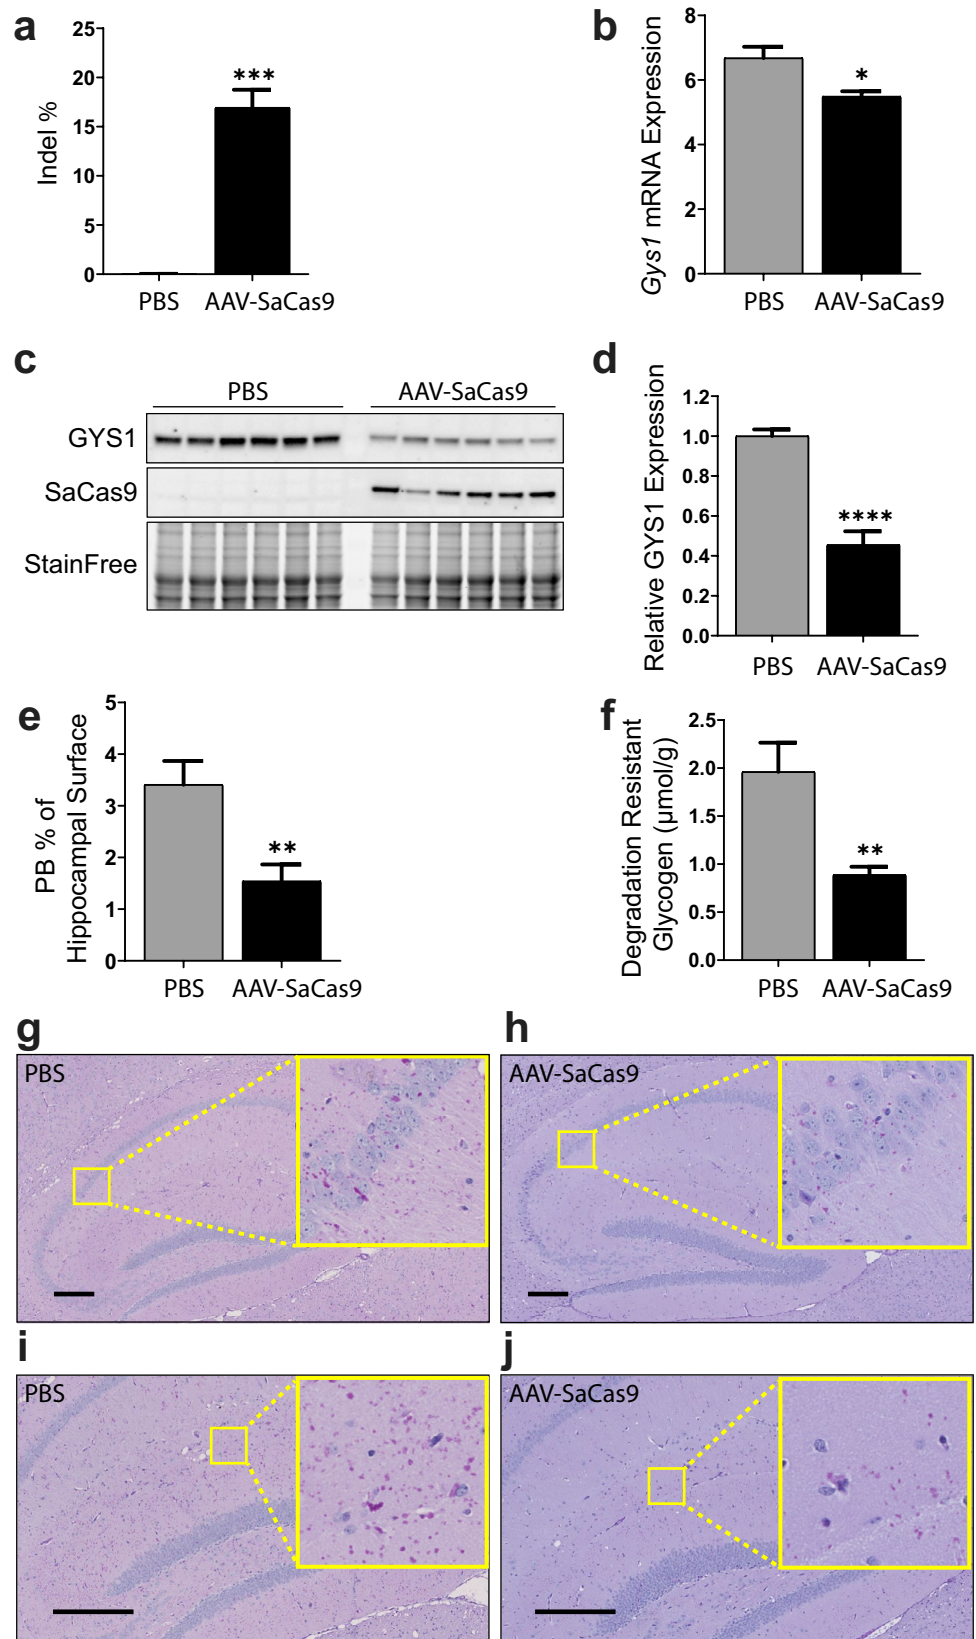 a
25
20
15
10
5
0
Indel %
***
PBS
AAV-SaCas9
b
8
6
4
2
0
Gys1 mRNA Expression
*
PBS
AAV-SaCas9
c
PBS
AAV-SaCas9
GYS1
SaCas9
StainFree
d
1.2
1.0
0.8
0.6
0.4
0.2
0.0
Relative GYS1 Expression
****
PBS
AAV-SaCas9
e
5
4
3
2
1
0
PB % of
Hippocampal Surface
**
PBS
AAV-SaCas9
f
2.5
2.0
1.5
1.0
0.5
0.0
Degradation Resistant
Glycogen (μmol/g)
**
PBS
AAV-SaCas9
g
PBS
h
AAV-SaCas9
i
PBS
j
AAV-SaCas9